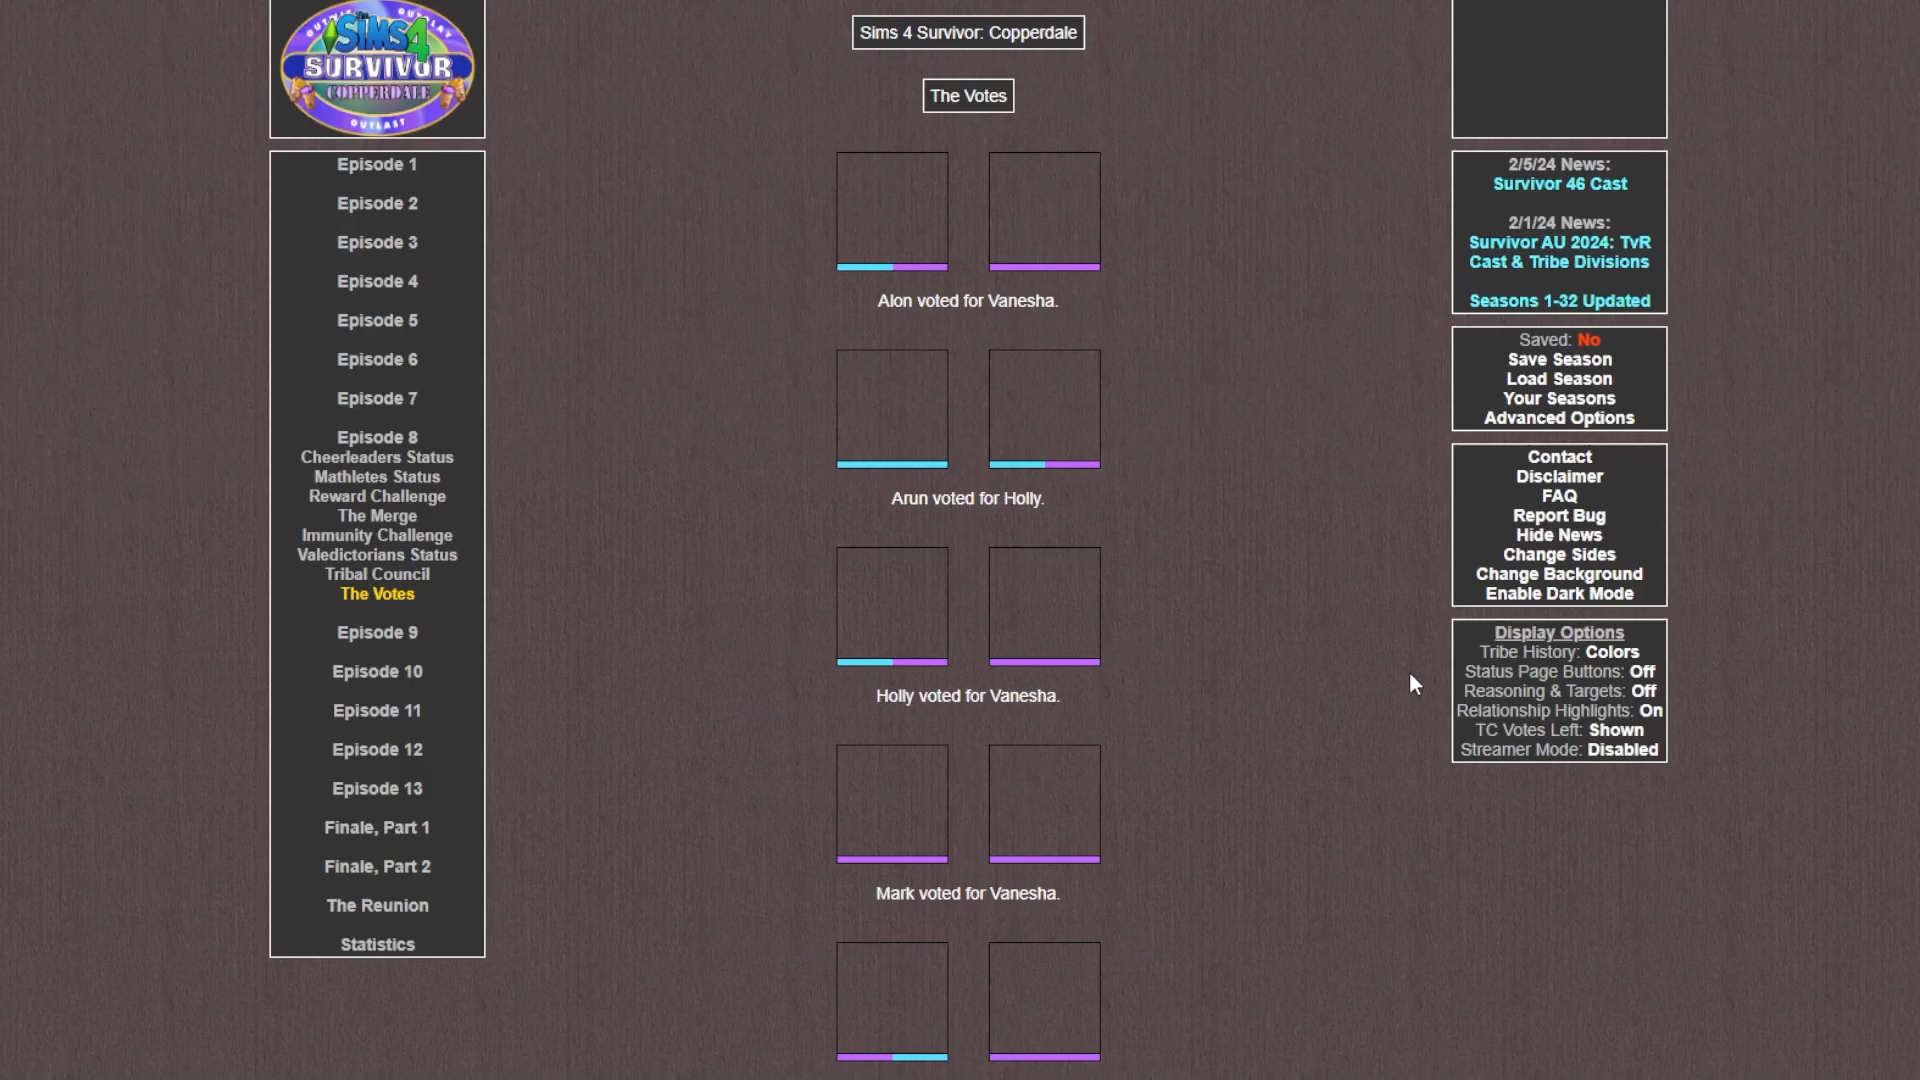 OUTWIT OUTPLAY
The SIMS 4
SURVIVOR
COPPERDALE
OUTLAST
Episode 1
Episode 2
Episode 3
Episode 4
Episode 5
Episode 6
Episode 7
Episode 8
Cheerleaders Status
Mathletes Status
Reward Challenge
The Merge
Immunity Challenge
Valedictorians Status
Tribal Council
The Votes
Episode 9
Episode 10
Episode 11
Episode 12
Episode 13
Finale, Part 1
Finale, Part 2
The Reunion
Statistics
Sims 4 Survivor: Copperdale
The Votes
Alon voted for Vanesha.
Arun voted for Holly.
Holly voted for Vanesha.
Mark voted for Vanesha.
2/5/24 News:
Survivor 46 Cast
2/1/24 News:
Survivor AU 2024: TvR
Cast & Tribe Divisions
Seasons 1-32 Updated
Saved: No
Save Season
Load Season
Your Seasons
Advanced Options
Contact
Disclaimer
FAQ
Report Bug
Hide News
Change Sides
Change Background
Enable Dark Mode
Display Options
Tribe History: Colors
Status Page Buttons: Off
Reasoning & Targets: Off
Relationship Highlights: On
TC Votes Left: Shown
Streamer Mode: Disabled